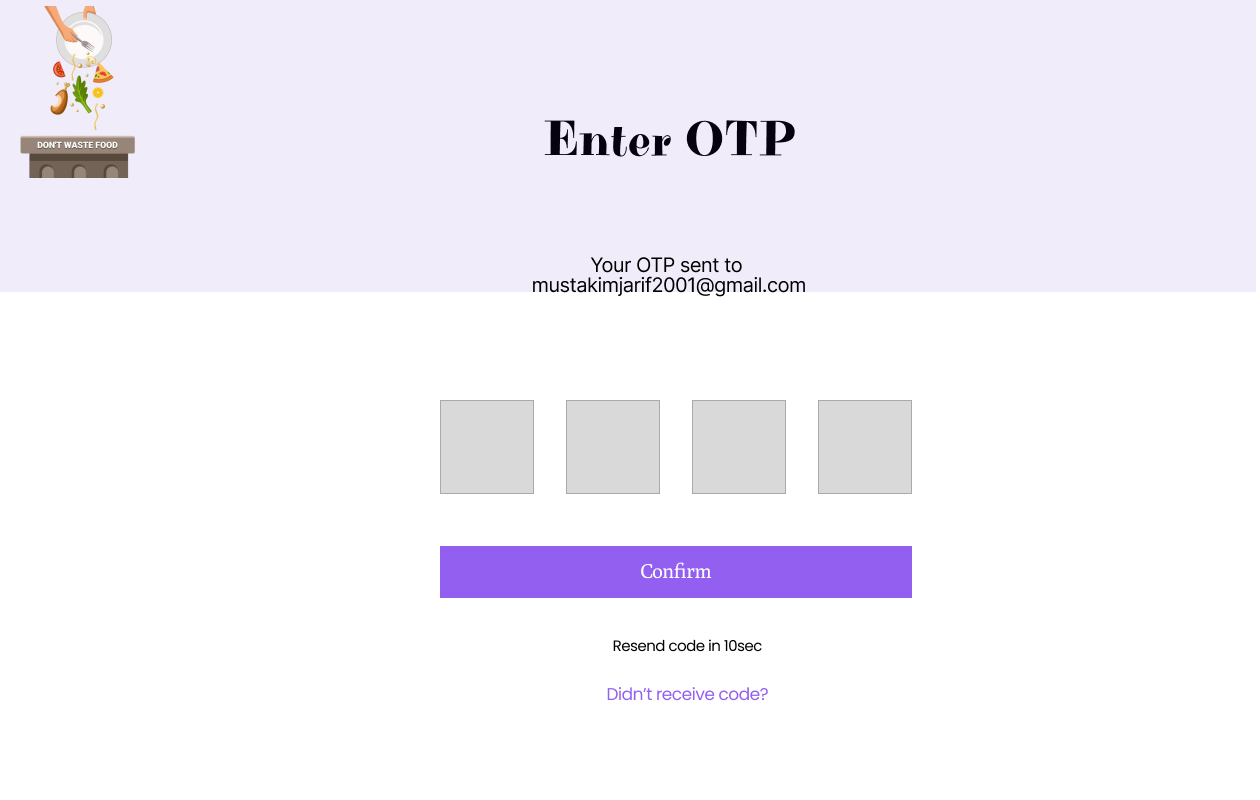 DON'T WASTE FOOD
Enter OTP
Your OTP sent to
mustakimjarif2001@gmail.com
Confirm
Resend code in 10sec
Didn’t receive code?